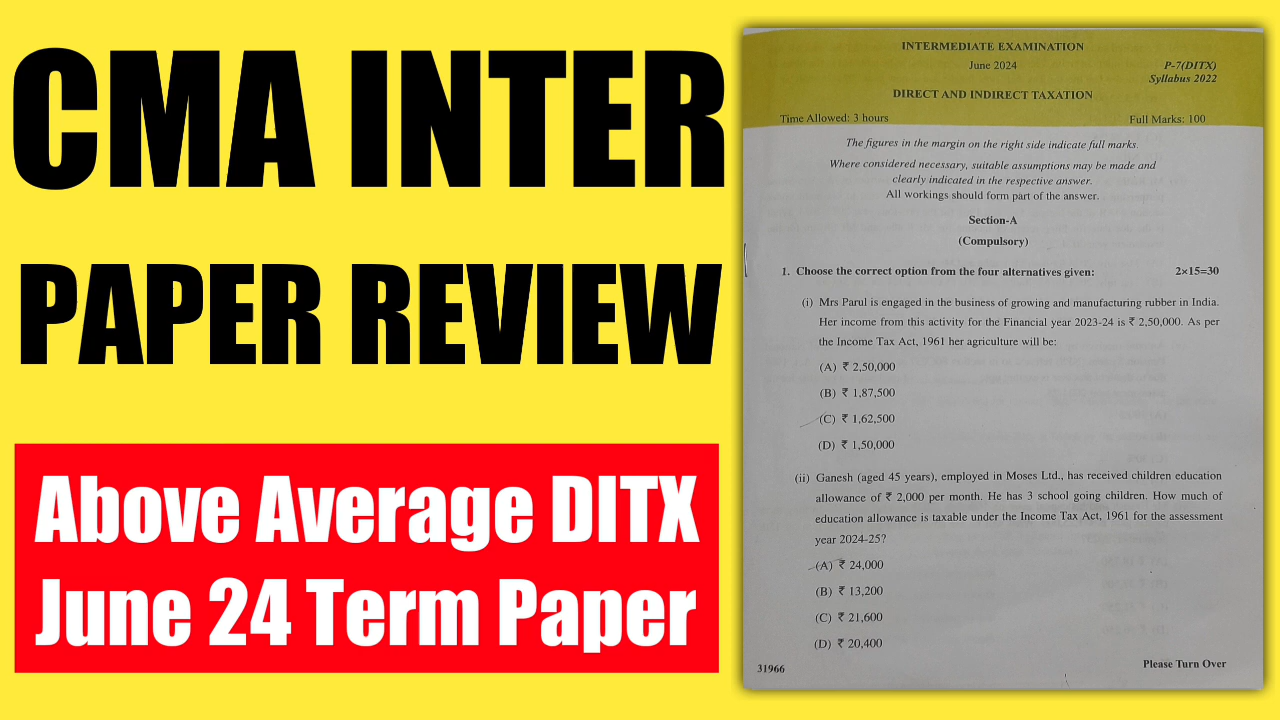 CMA INTER
PAPER REVIEW
Above Average DITX
June 24 Term Paper
INTERMEDIATE EXAMINATION
June 2024
P-7(DITX)
Syllabus 2022
DIRECT AND INDIRECT TAXATION
Time Allowed: 3 hours
Full Marks: 100
The figures in the margin on the right side indicate full marks.
Where considered necessary, suitable assumptions may be made and
clearly indicated in the respective answer.
All workings should form part of the answer.
Section-A
(Compulsory)
1. Choose the correct option from the four alternatives given: 2×15=30
(i) Mrs Parul is engaged in the business of growing and manufacturing rubber in India.
Her income from this activity for the Financial year 2023-24 is ₹ 2,50,000. As per
the Income Tax Act, 1961 her agriculture will be:
(A) ₹ 2,50,000
(B) ₹ 1,87,500
(C) ₹ 1,62,500
(D) ₹ 1,50,000
(ii) Ganesh (aged 45 years), employed in Moses Ltd., has received children education
allowance of ₹ 2,000 per month. He has 3 school going children. How much of
education allowance is taxable under the Income Tax Act, 1961 for the assessment
year 2024-25?
(A) ₹ 24,000
(B) ₹ 13,200
(C) ₹ 21,600
(D) ₹ 20,400
31966
Please Turn Over